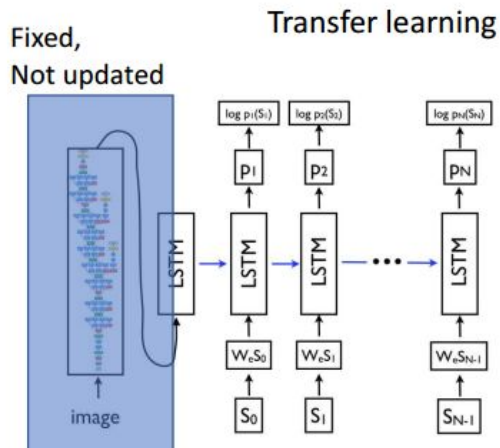 Transfer learning
Fixed,
Not updated
log p₁(S₁)
log p₂(S₂)
log pN(SN)
p₁
p₂
pN
LSTM
LSTM
LSTM
•••
LSTM
WeS₀
WeS₁
WeSN-1
image
S₀
S₁
SN-1